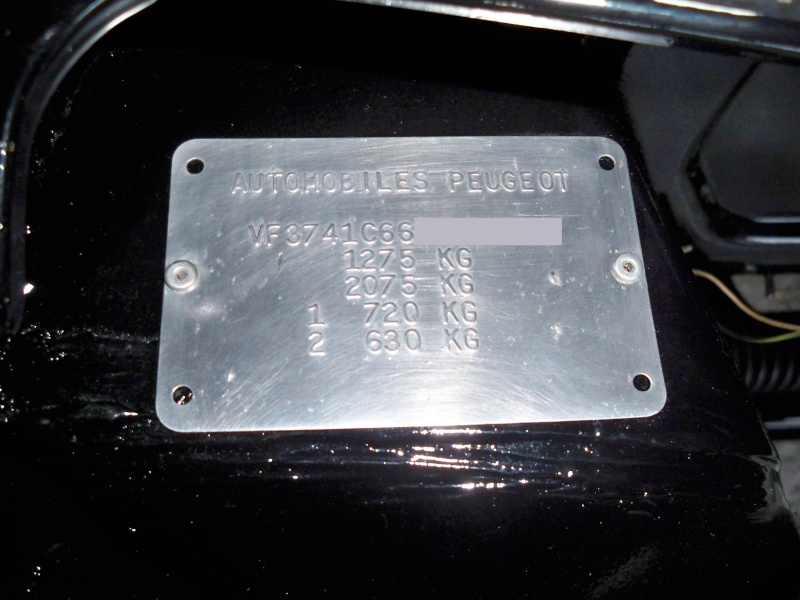 AUTOMOBILES PEUGEOT
VF3741C66
1275 KG
2075 KG
1 720 KG
2 630 KG